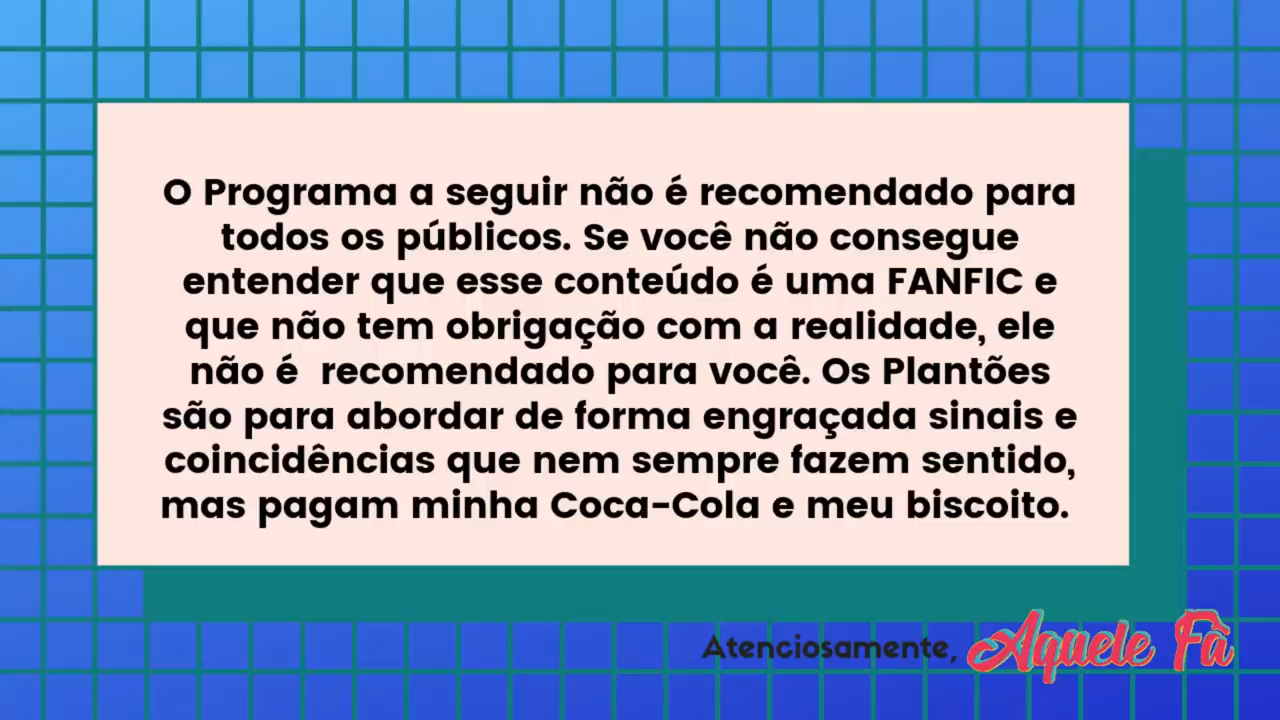 O Programa a seguir não é recomendado para
todos os públicos. Se você não consegue
entender que esse conteúdo é uma FANFIC e
que não tem obrigação com a realidade, ele
não é  recomendado para você. Os Plantões
são para abordar de forma engraçada sinais e
coincidências que nem sempre fazem sentido,
mas pagam minha Coca-Cola e meu biscoito.
Atenciosamente, Aquele Fã